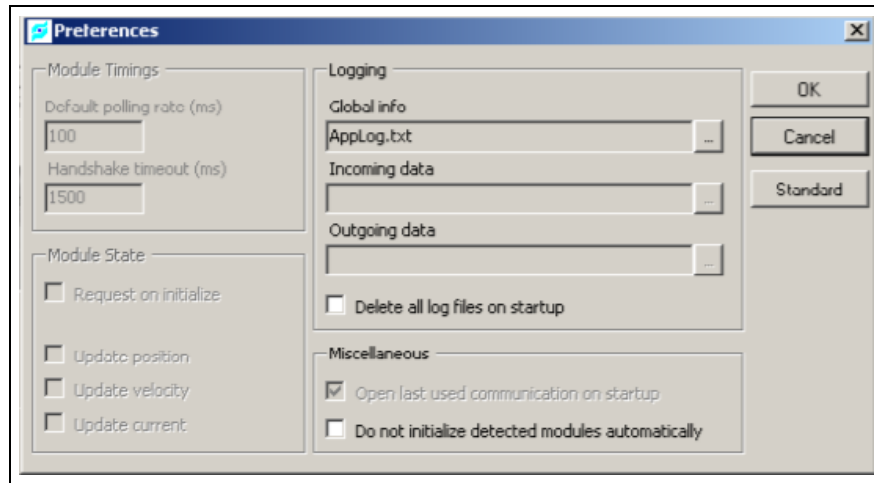 Preferences
Module Timings
Default polling rate (ms)
100
Handshake timeout (ms)
1500
Module State
Request on initialize
Update position
Update velocity
Update current
Logging
Global info
AppLog.txt
...
Incoming data
...
Outgoing data
...
Delete all log files on startup
Miscellaneous
Open last used communication on startup
Do not initialize detected modules automatically
OK
Cancel
Standard